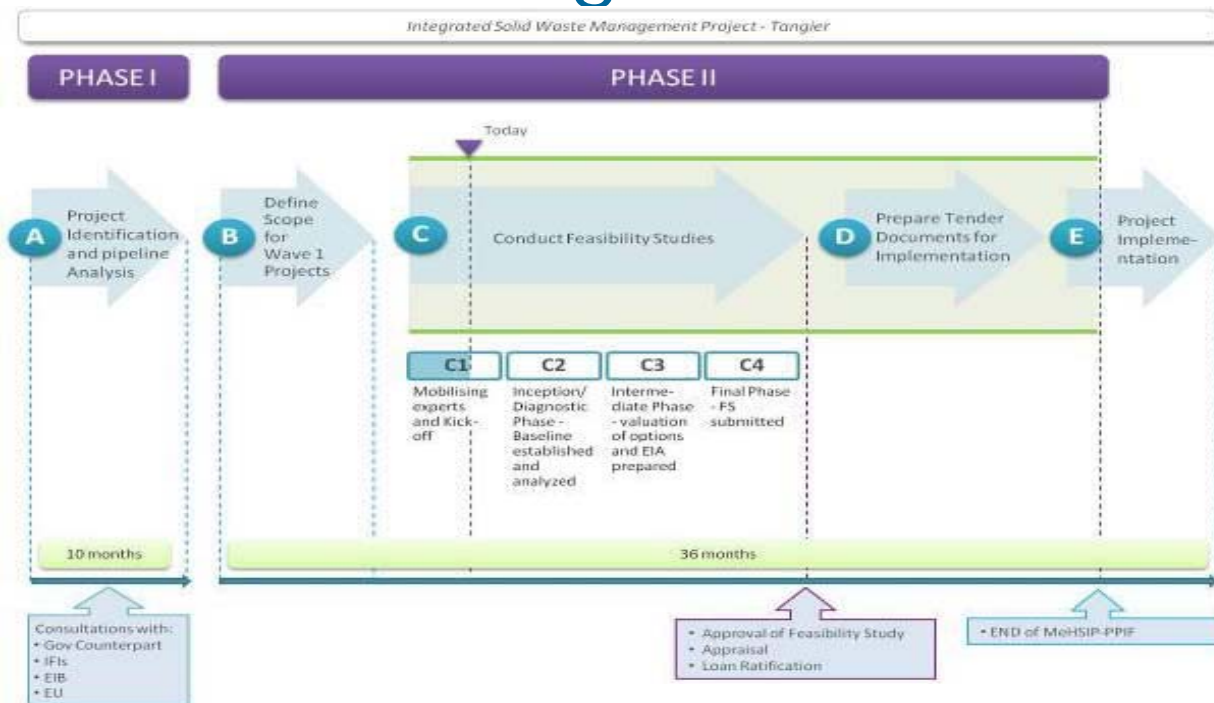 Integrated Solid Waste Management Project - Tangier
PHASE I
PHASE II
Today
A
Project
Identification
and pipeline
Analysis
B
Define
Scope
for
Wave 1
Projects
C
Conduct Feasibility Studies
D
Prepare Tender
Documents for
Implementation
E
Project
Impleme-
ntation
C1
Mobilising
experts
and Kick-
off
C2
Inception/
Diagnostic
Phase -
Baseline
established
and
analyzed
C3
Interme-
diate Phase
- valuation
of options
and EIA
prepared
C4
Final Phase
- FS
submitted
10 months
36 months
Consultations with:
• Gov Counterpart
• IFIs
• EIB
• EU
• Approval of Feasibility Study
• Appraisal
• Loan Ratification
• END of MeHSIP-PPIF